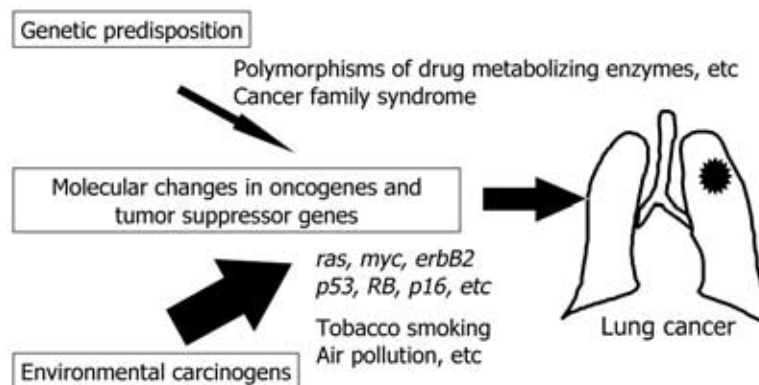 Genetic predisposition
Polymorphisms of drug metabolizing enzymes, etc
Cancer family syndrome
Molecular changes in oncogenes and
tumor suppressor genes
ras, myc, erbB2
p53, RB, p16, etc
Tobacco smoking
Air pollution, etc
Environmental carcinogens
Lung cancer